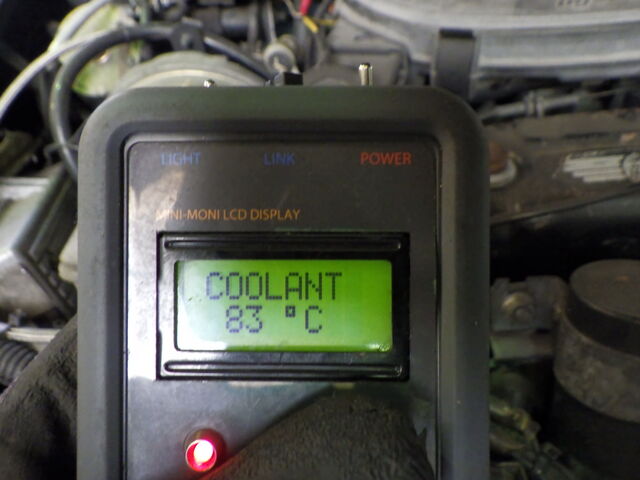 LIGHT LINK POWER
MINI-MONI LCD DISPLAY
COOLANT
83 °C